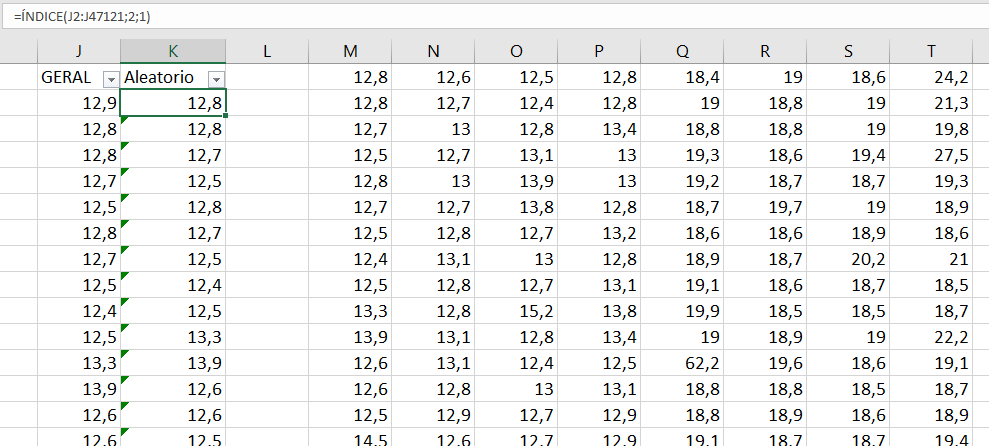 =ÍNDICE(J2:J47121;2;1)
J K L M N O P Q R S T
GERAL Aleatorio 12,8 12,6 12,5 12,8 18,4 19 18,6 24,2
12,9 12,8 12,8 12,7 12,4 12,8 19 18,8 19 21,3
12,8 12,8 12,7 13 12,8 13,4 18,8 18,8 19 19,8
12,8 12,7 12,5 12,7 13,1 13 19,3 18,6 19,4 27,5
12,7 12,5 12,8 13 13,9 13 19,2 18,7 18,7 19,3
12,5 12,8 12,7 12,7 13,8 12,8 18,7 19,7 19 18,9
12,8 12,7 12,5 12,8 12,7 13,2 18,6 18,6 18,9 18,6
12,7 12,5 12,4 13,1 13 12,8 18,9 18,7 20,2 21
12,5 12,4 12,5 12,8 12,7 13,1 19,1 18,6 18,7 18,5
12,4 12,5 13,3 12,8 15,2 13,8 19,9 18,5 18,5 18,7
12,5 13,3 13,9 13,1 12,8 13,4 19 18,9 19 22,2
13,3 13,9 12,6 13,1 12,4 12,5 62,2 19,6 18,6 19,1
13,9 12,6 12,6 12,8 13 13,1 18,8 18,8 18,5 18,7
12,6 12,6 12,5 12,9 12,7 12,9 18,8 18,9 18,6 18,9
12,6 12,5 14,5 12,6 12,7 12,9 19,1 18,7 18,7 19,4